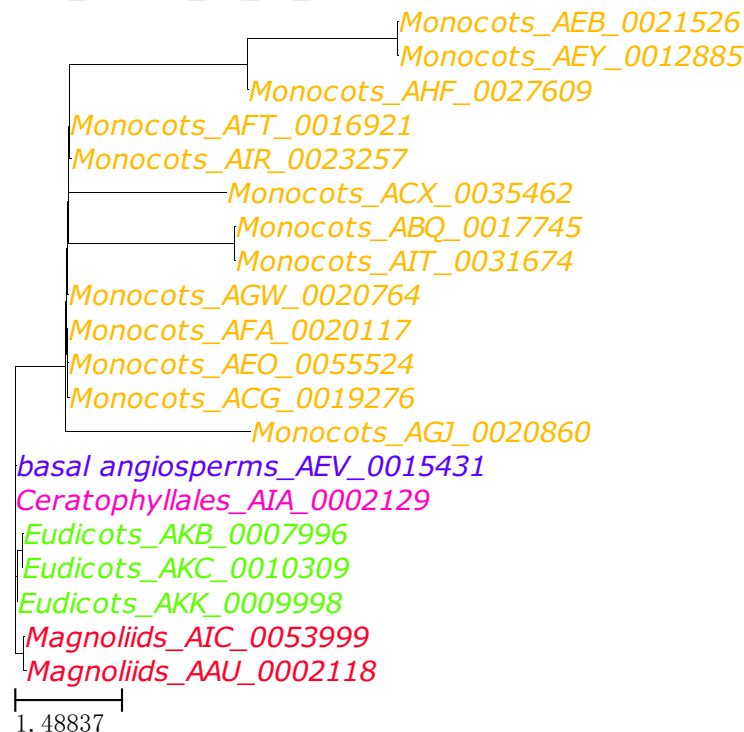 Monocots_AEB_0021526
Monocots_AEY_0012885
Monocots_AHF_0027609
Monocots_AFT_0016921
Monocots_AIR_0023257
Monocots_ACX_0035462
Monocots_ABQ_0017745
Monocots_AIT_0031674
Monocots_AGW_0020764
Monocots_AFA_0020117
Monocots_AEO_0055524
Monocots_ACG_0019276
Monocots_AGJ_0020860
basal angiosperms_AEV_0015431
Ceratophyllales_AIA_0002129
Eudicots_AKB_0007996
Eudicots_AKC_0010309
Eudicots_AKK_0009998
Magnoliids_AIC_0053999
Magnoliids_AAU_0002118
1.48837